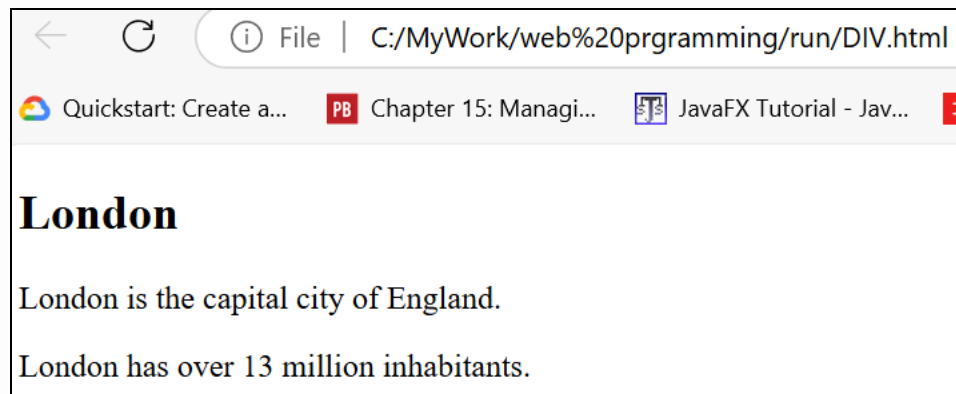 File | C:/MyWork/web%20prgramming/run/DIV.html
Quickstart: Create a... PB Chapter 15: Managi... JavaFX Tutorial - Jav...
London
London is the capital city of England.
London has over 13 million inhabitants.